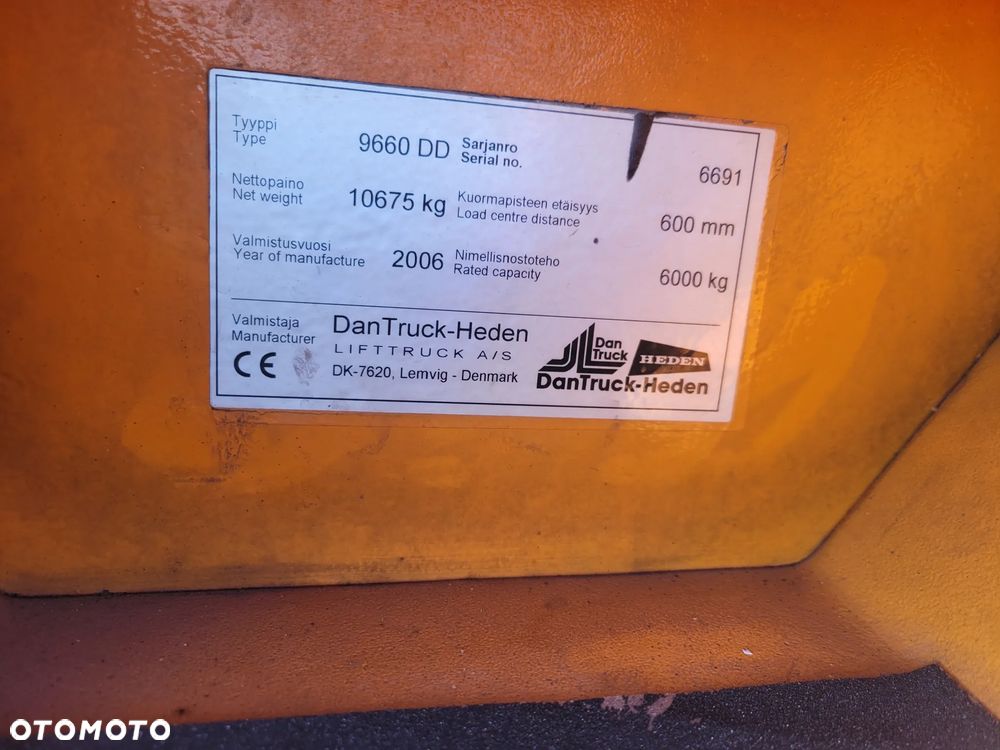 Tyyppi
Type
9660 DD
Sarjanro
Serial no.
6691
Nettopaino
Net weight
10675 kg
Kuormapisteen etäisyys
Load centre distance
600 mm
Valmistusvuosi
Year of manufacture
2006
Nimellisnostoteho
Rated capacity
6000 kg
Valmistaja
Manufacturer
CE
DanTruck-Heden
LIFTTRUCK A/S
DK-7620, Lemvig - Denmark
Dan
Truck
HEDEN
DanTruck-Heden
OTOMOTO